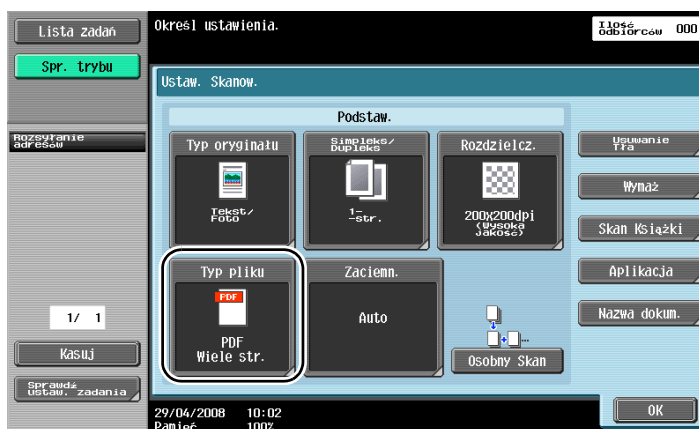 Lista zadań
Określ ustawienia.
Ilość
odbiorców 000
Spr. trybu
Ustaw. Skanow.
Podstaw.
Rozsyłanie
adresów
Typ oryginału
Simpleks/
Dupleks
Rozdzielcz.
Usuwanie
Tła
Wymaż
Tekst/
Foto
1-
-str.
200X200dpi
(Wysoka
Jakość)
Skan Książki
Typ pliku
Zaciemn.
Aplikacja
PDF
1/ 1
Auto
Nazwa dokum.
PDF
Wiele str.
Kasuj
Osobny Skan
Sprawdź
ustaw. zadania
29/04/2008 10:02
Pamięć 100%
OK